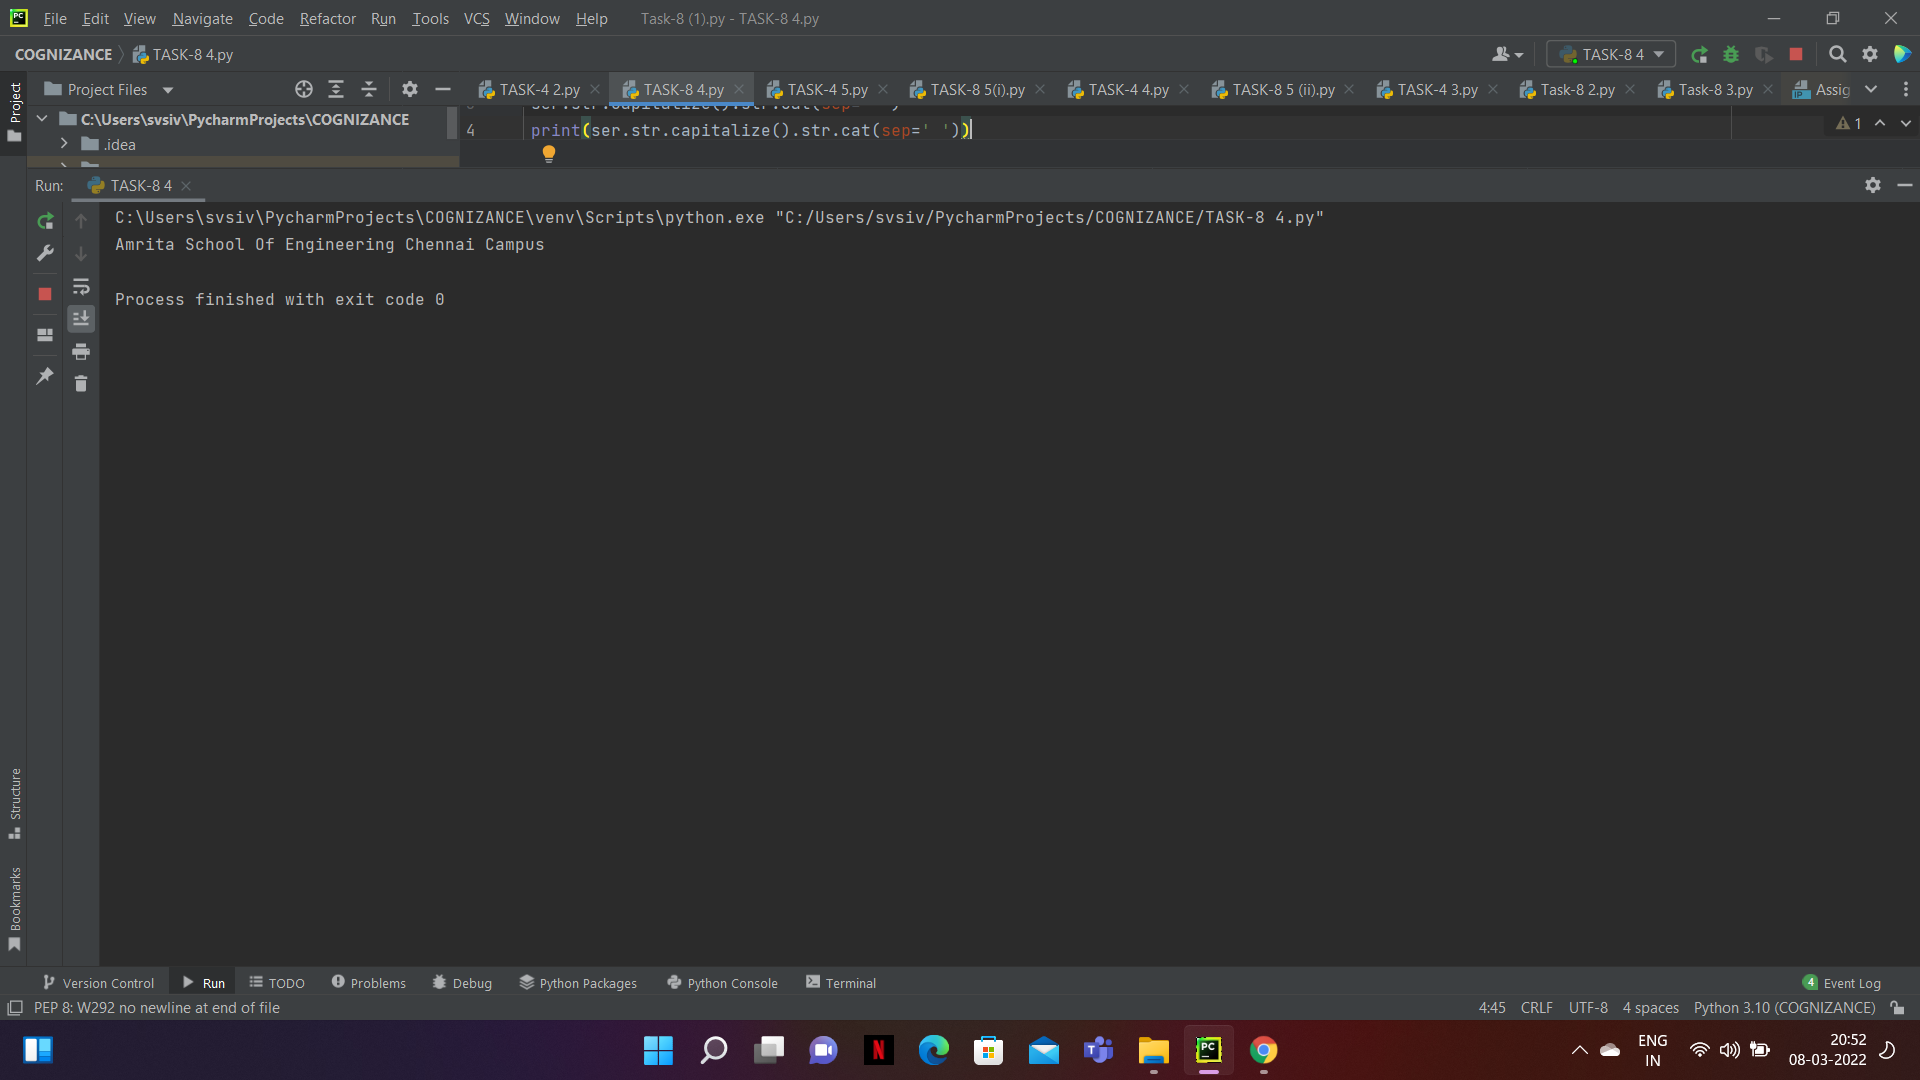 File Edit View Navigate Code Refactor Run Tools VCS Window Help Task-8 (1).py - TASK-8 4.py
COGNIZANCE TASK-8 4.py TASK-8 4
Project
Project Files TASK-4 2.py TASK-8 4.py TASK-4 5.py TASK-8 5(i).py TASK-4 4.py TASK-8 5 (ii).py TASK-4 3.py Task-8 2.py Task-8 3.py Assig
C:\Users\svsiv\PycharmProjects\COGNIZANCE
.idea
ser.str.capitalize().str.cat(sep=' ')
4 print(ser.str.capitalize().str.cat(sep=' '))
1
Run: TASK-8 4
C:\Users\svsiv\PycharmProjects\COGNIZANCE\venv\Scripts\python.exe "C:/Users/svsiv/PycharmProjects/COGNIZANCE/TASK-8 4.py"
Amrita School Of Engineering Chennai Campus
Process finished with exit code 0
Structure
Bookmarks
Version Control Run TODO Problems Debug Python Packages Python Console Terminal 4 Event Log
PEP 8: W292 no newline at end of file 4:45 CRLF UTF-8 4 spaces Python 3.10 (COGNIZANCE)
ENG
IN
20:52
08-03-2022